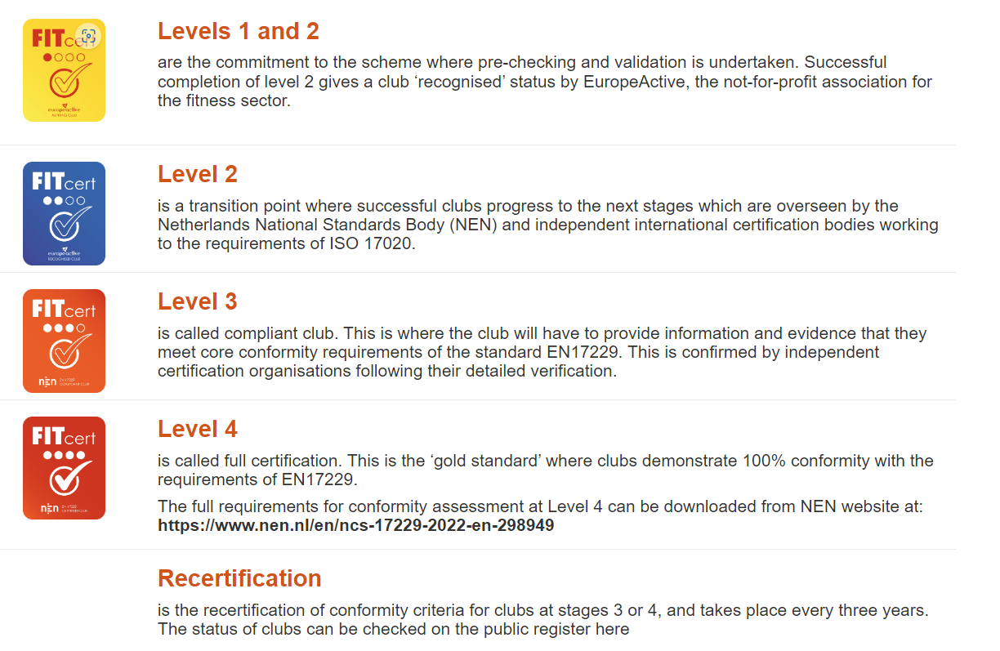 FITcert
europeactive
Levels 1 and 2
are the commitment to the scheme where pre-checking and validation is undertaken. Successful
completion of level 2 gives a club ‘recognised’ status by EuropeActive, the not-for-profit association for
the fitness sector.
FITcert
europeactive
RECOGNISED CLUB
Level 2
is a transition point where successful clubs progress to the next stages which are overseen by the
Netherlands National Standards Body (NEN) and independent international certification bodies working
to the requirements of ISO 17020.
FITcert
nen
EN 17229
COMPLIANT CLUB
Level 3
is called compliant club. This is where the club will have to provide information and evidence that they
meet core conformity requirements of the standard EN17229. This is confirmed by independent
certification organisations following their detailed verification.
FITcert
nen
EN 17229
CERTIFIED CLUB
Level 4
is called full certification. This is the ‘gold standard’ where clubs demonstrate 100% conformity with the
requirements of EN17229.
The full requirements for conformity assessment at Level 4 can be downloaded from NEN website at:
https://www.nen.nl/en/ncs-17229-2022-en-298949
Recertification
is the recertification of conformity criteria for clubs at stages 3 or 4, and takes place every three years.
The status of clubs can be checked on the public register here